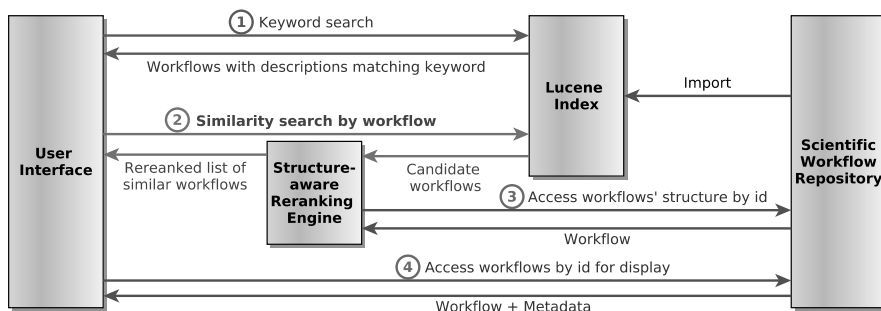 1 Keyword search
Workflows with descriptions matching keyword
Lucene
Index
Import
2 Similarity search by workflow
User
Interface
Rereanked list of
similar workflows
Structure-
aware
Reranking
Engine
Candidate
workflows
Scientific
Workflow
Repository
3 Access workflows' structure by id
Workflow
4 Access workflows by id for display
Workflow + Metadata